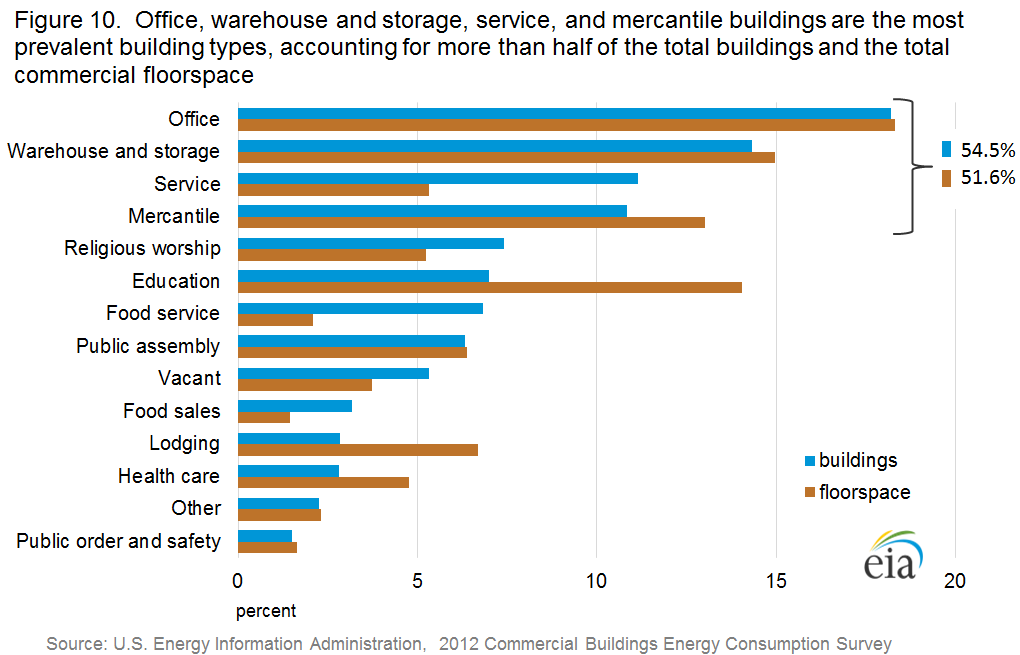 Figure 10. Office, warehouse and storage, service, and mercantile buildings are the most
prevalent building types, accounting for more than half of the total buildings and the total
commercial floorspace
Office
Warehouse and storage
Service
Mercantile
Religious worship
Education
Food service
Public assembly
Vacant
Food sales
Lodging
Health care
Other
Public order and safety
54.5%
51.6%
buildings
floorspace
eia
0 5 10 15 20
percent
Source: U.S. Energy Information Administration, 2012 Commercial Buildings Energy Consumption Survey